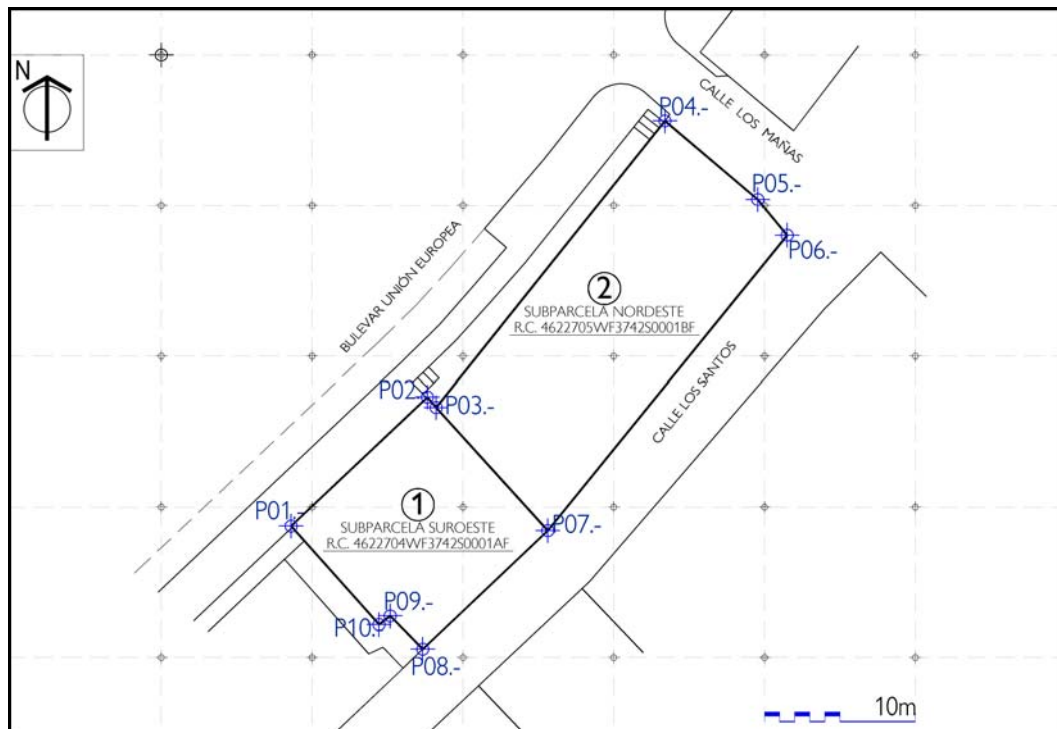 N
P04.-
CALLE LOS MAÑAS
P05.-
P06.-
BULEVAR UNIÓN EUROPEA
2
SUBPARCELA NORDESTE
R.C. 4622705WF3742S0001BF
CALLE LOS SANTOS
P02.-
P03.-
1
SUBPARCELA SUROESTE
R.C. 4622704WF3742S0001AF
P01.-
P07.-
P09.-
P10.-
P08.-
10m